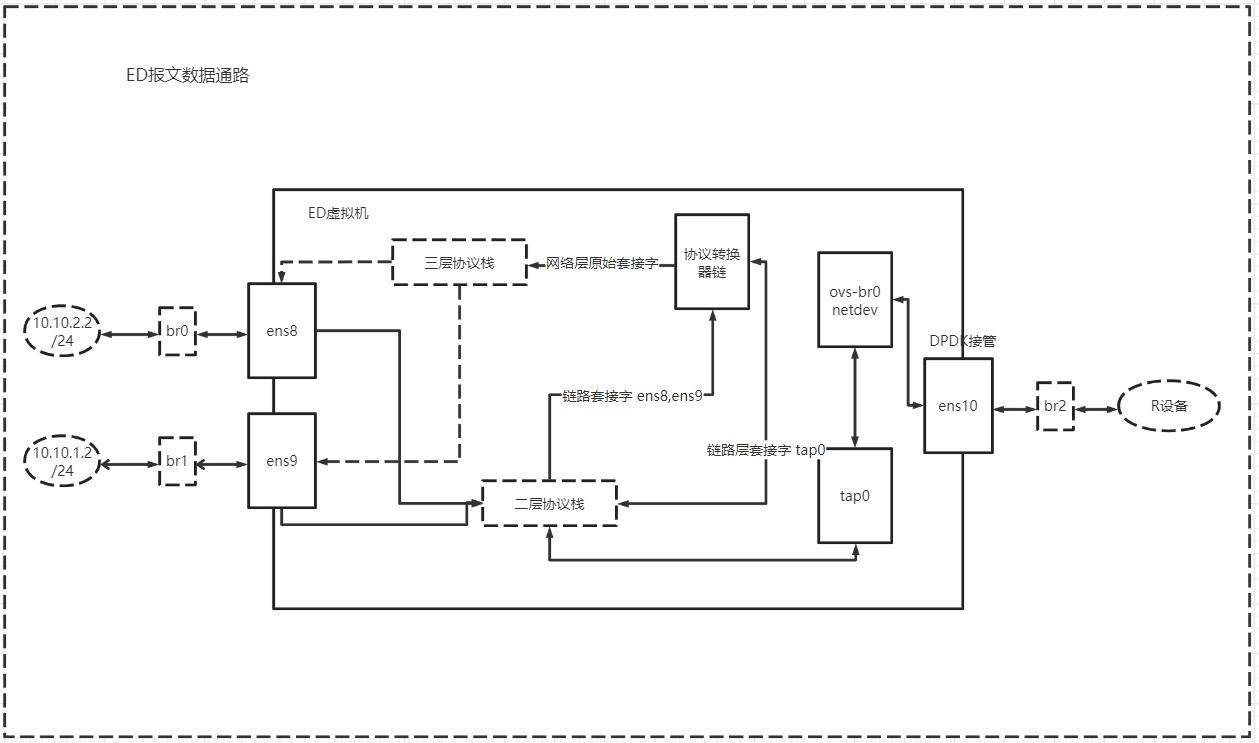 ED报文数据通路
ED虚拟机
三层协议栈
网络层原始套接字
协议转换
器链
ovs-br0
netdev
DPDK接管
10.10.2.2
/24
br0
ens8
链路套接字 ens8,ens9
ens10
br2
R设备
10.10.1.2
/24
br1
ens9
链路层套接字 tap0
二层协议栈
tap0